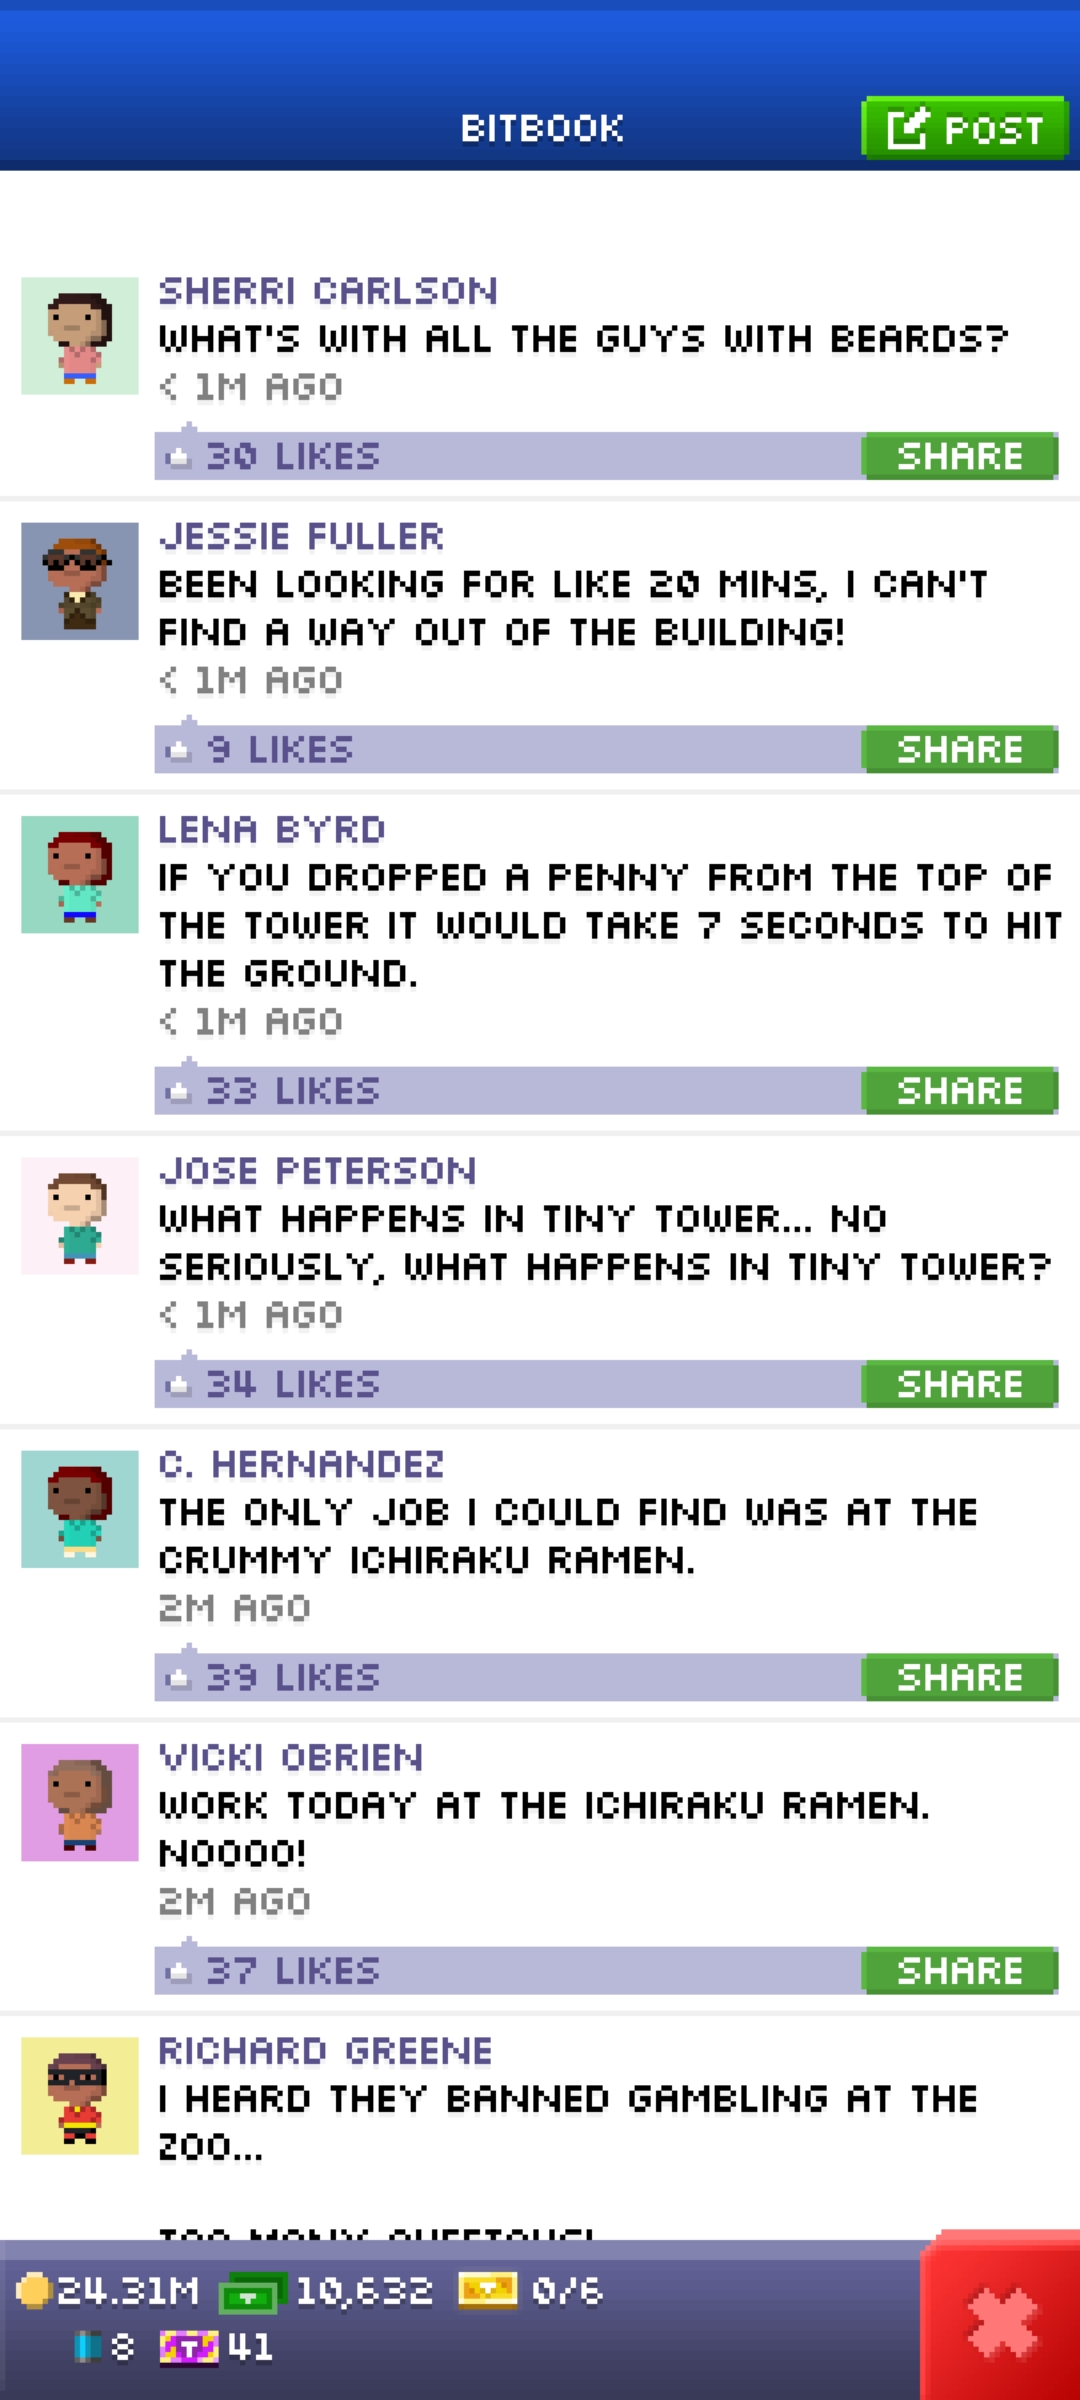 BITBOOK
POST
SHERRI CARLSON
WHAT'S WITH ALL THE GUYS WITH BEARDS?
< 1M AGO
30 LIKES
SHARE
JESSIE FULLER
BEEN LOOKING FOR LIKE 20 MINS, I CAN'T
FIND A WAY OUT OF THE BUILDING!
< 1M AGO
9 LIKES
SHARE
LENA BYRD
IF YOU DROPPED A PENNY FROM THE TOP OF
THE TOWER IT WOULD TAKE 7 SECONDS TO HIT
THE GROUND.
< 1M AGO
33 LIKES
SHARE
JOSE PETERSON
WHAT HAPPENS IN TINY TOWER... NO
SERIOUSLY, WHAT HAPPENS IN TINY TOWER?
< 1M AGO
34 LIKES
SHARE
C. HERNANDEZ
THE ONLY JOB I COULD FIND WAS AT THE
CRUMMY ICHIRAKU RAMEN.
2M AGO
39 LIKES
SHARE
VICKI OBRIEN
WORK TODAY AT THE ICHIRAKU RAMEN.
NOOOO!
2M AGO
37 LIKES
SHARE
RICHARD GREENE
I HEARD THEY BANNED GAMBLING AT THE
ZOO...
TOO MANY
24.31M 10,632 0/6
8 41